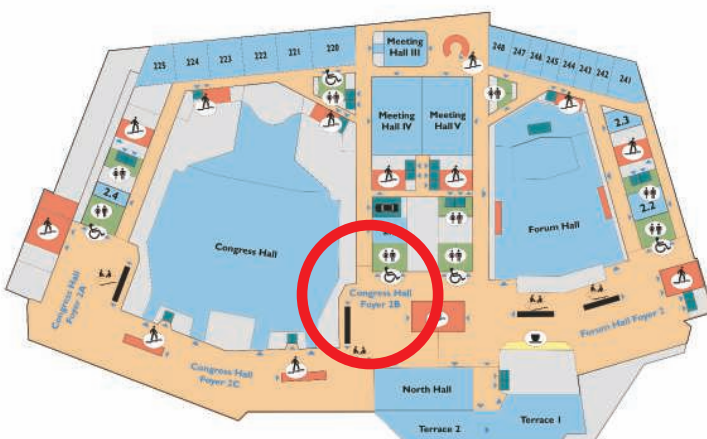 Meeting
Hall III
225
224
223
222
221
220
248
247
246
245
244
243
242
241
Meeting
Hall IV
Meeting
Hall V
2.3
2.4
2.2
Congress Hall
Forum Hall
Congress Hall
Foyer 2A
Congress Hall
Foyer 2B
Congress Hall
Foyer 2C
Forum Hall Foyer 2
North Hall
Terrace 2
Terrace 1